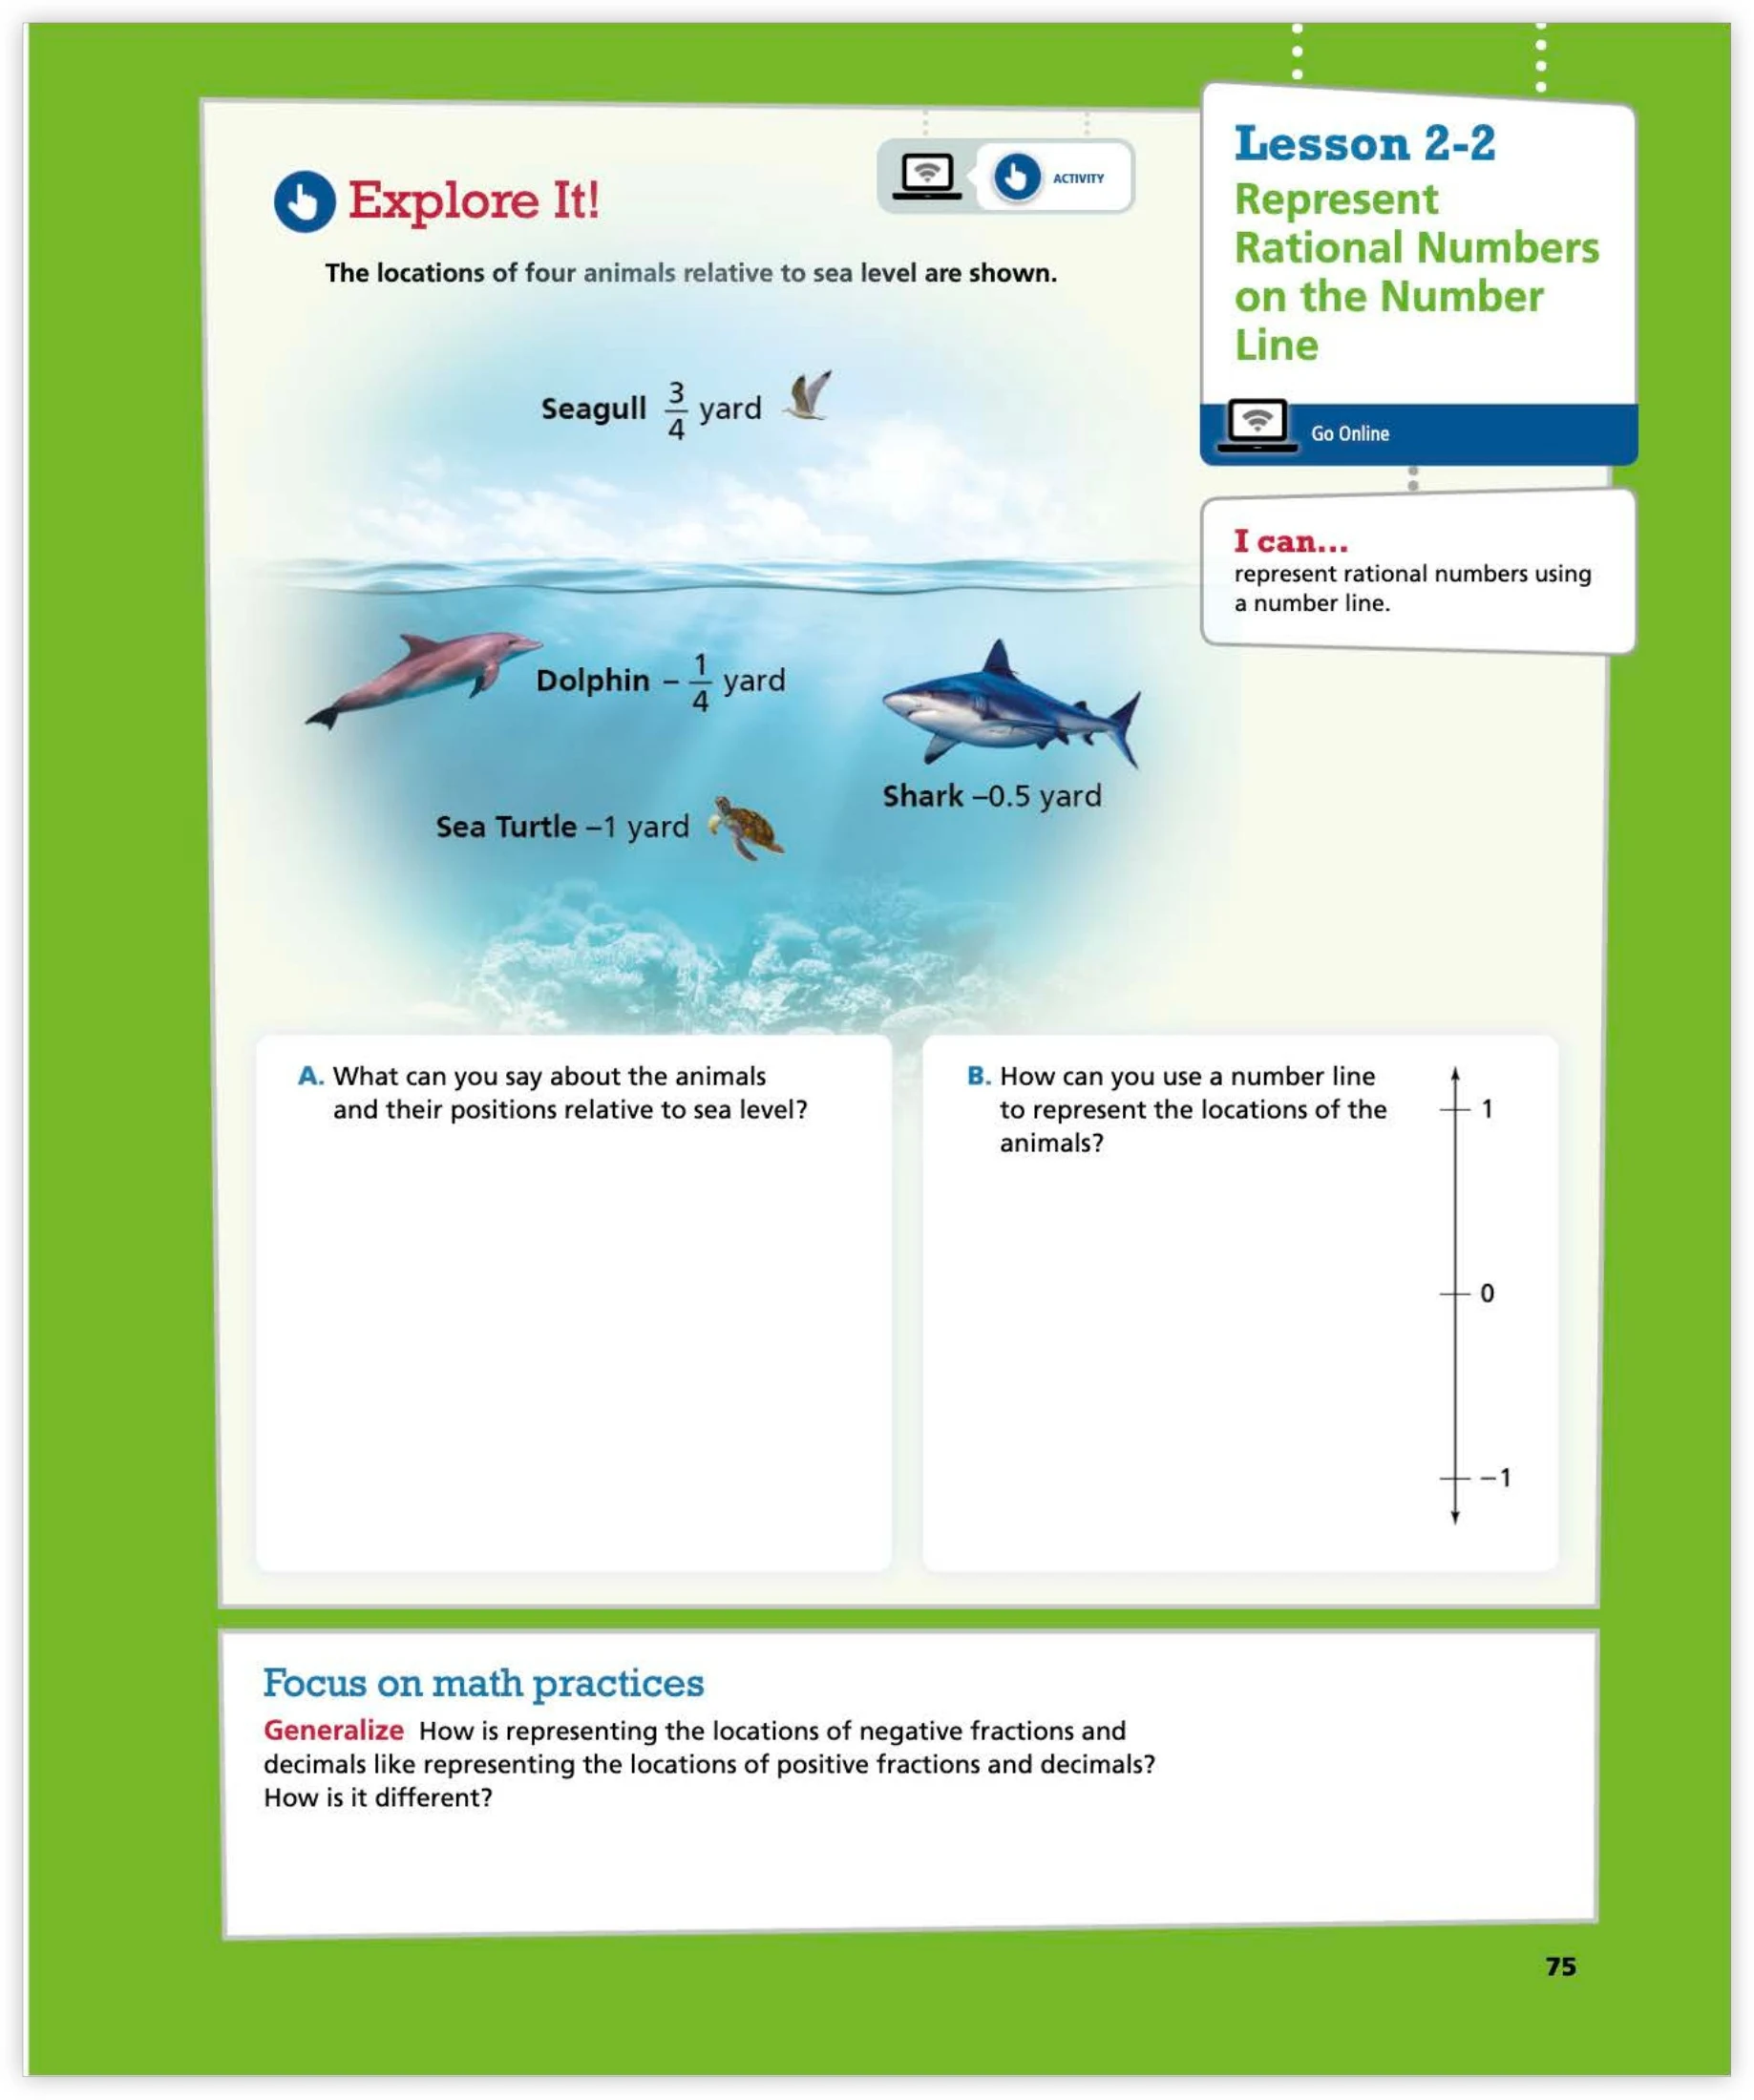 Lesson 2-2
Represent
Rational Numbers
on the Number
Line
Go Online
I can...
represent rational numbers using
a number line.
Explore It!
ACTIVITY
The locations of four animals relative to sea level are shown.
Seagull 3/4 yard
Dolphin – 1/4 yard
Shark –0.5 yard
Sea Turtle –1 yard
A. What can you say about the animals
and their positions relative to sea level?
B. How can you use a number line
to represent the locations of the
animals?
1
0
–1
Focus on math practices
Generalize How is representing the locations of negative fractions and
decimals like representing the locations of positive fractions and decimals?
How is it different?
75